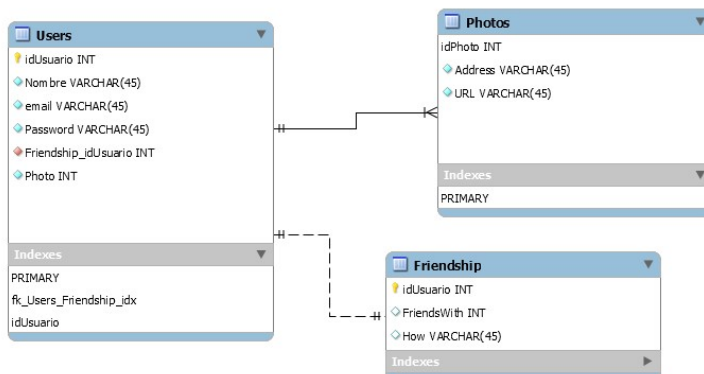 Users
idUsuario INT
Nombre VARCHAR(45)
email VARCHAR(45)
Password VARCHAR(45)
Friendship_idUsuario INT
Photo INT
Indexes
PRIMARY
fk_Users_Friendship_idx
idUsuario
Photos
idPhoto INT
Address VARCHAR(45)
URL VARCHAR(45)
Indexes
PRIMARY
Friendship
idUsuario INT
FriendsWith INT
How VARCHAR(45)
Indexes